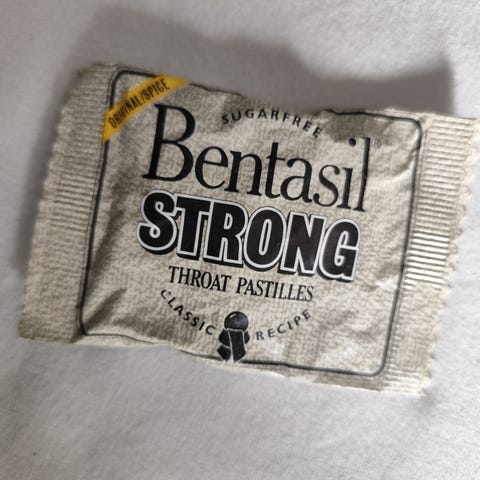 ORIGINAL/SPICE
SUGARFREE
Bentasil®
STRONG
THROAT PASTILLES
CLASSIC RECIPE